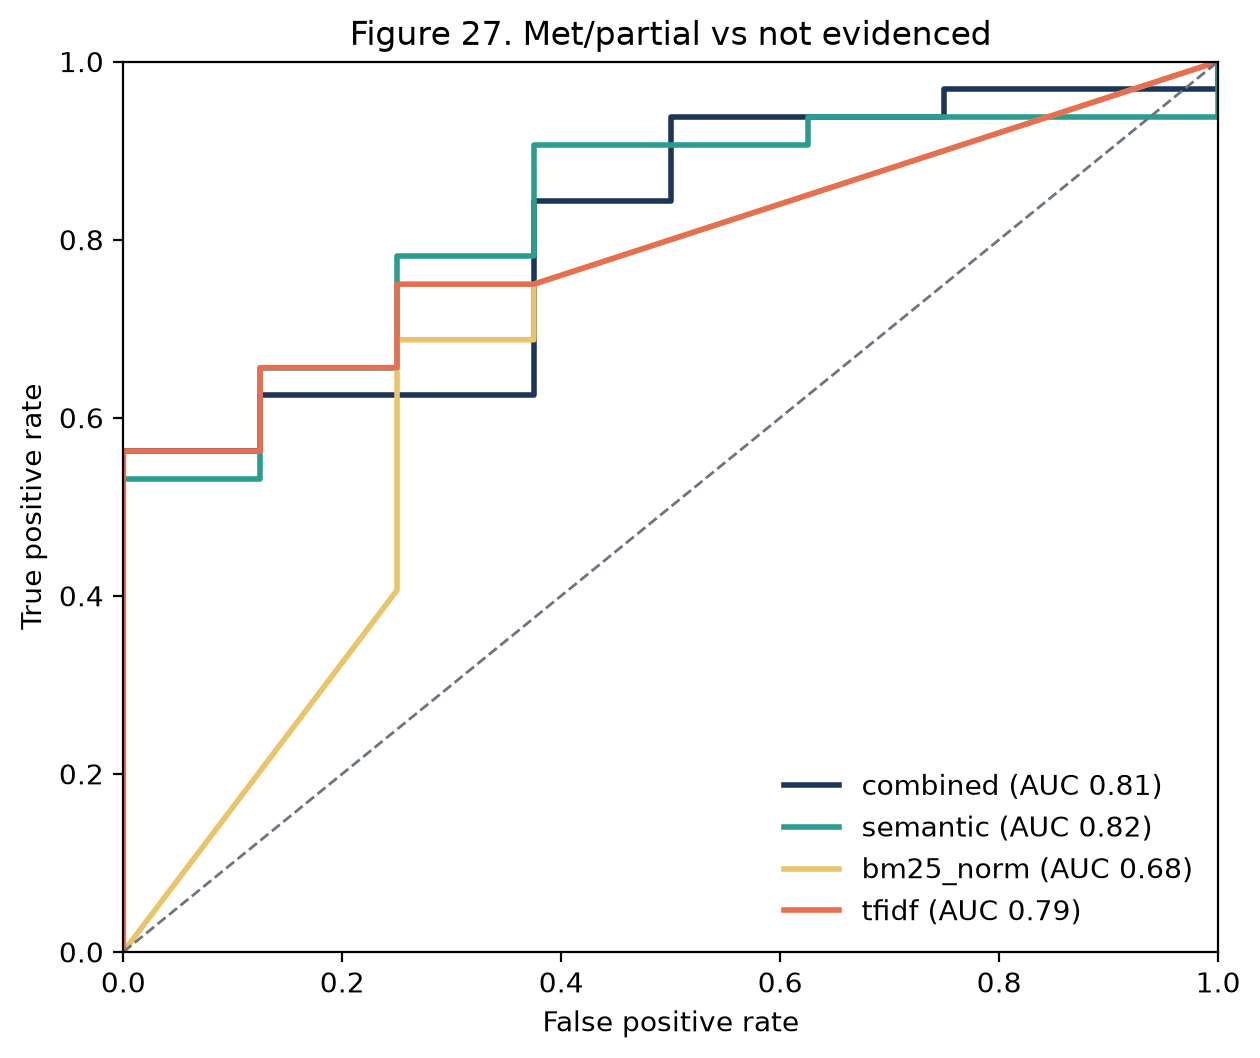 Figure 27. Met/partial vs not evidenced
1.0
0.8
0.6
0.4
0.2
0.0
True positive rate
combined (AUC 0.81)
semantic (AUC 0.82)
bm25_norm (AUC 0.68)
tfidf (AUC 0.79)
0.0 0.2 0.4 0.6 0.8 1.0
False positive rate